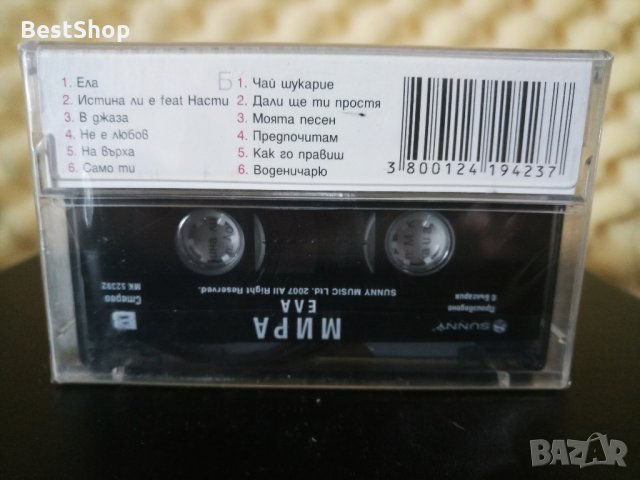 BestShop
1. Ела
2. Истина ли е feat Насти
3. В джаза
4. Не е любов
5. На върха
6. Само ти
Б
1. Чай шукарие
2. Дали ще ти простя
3. Моята песен
4. Предпочитам
5. Как го правиш
6. Воденичарю
3 800124 194237
МИРА
ЕЛА
SUNNY MUSIC Ltd. 2007 All Right Reserved.
SUNNY
Произведено
в България
B
Стерео
МК 52392
BAZAR